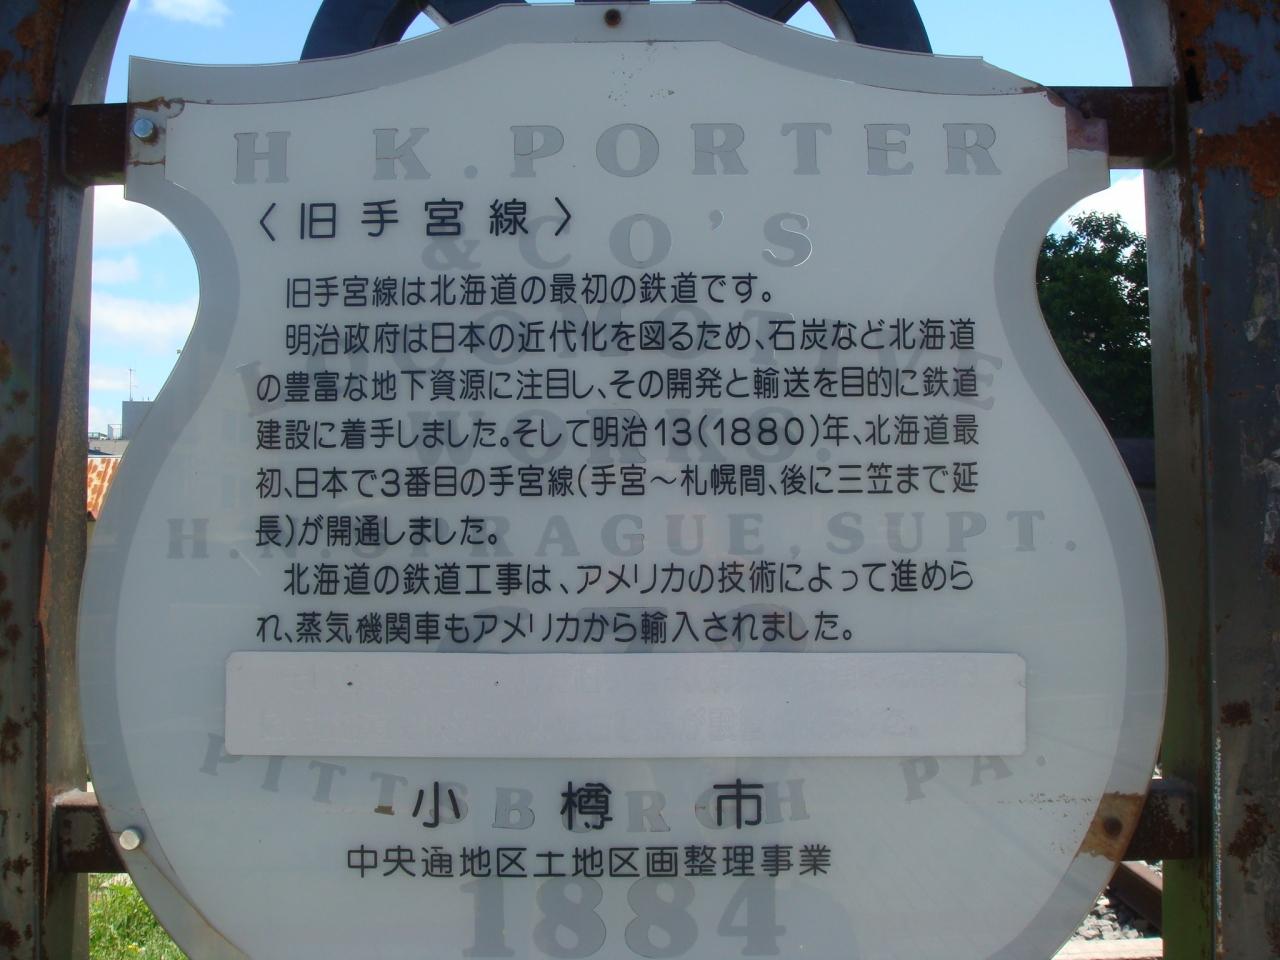 H K. PORTER
〈旧手宮線〉
& CO'S
旧手宮線は北海道の最初の鉄道です。
明治政府は日本の近代化を図るため、石炭など北海道
LOCOMOTIVE
の豊富な地下資源に注目し、その開発と輸送を目的に鉄道
WORKS.
建設に着手しました。そして明治13(1880)年、北海道最
初、日本で3番目の手宮線(手宮～札幌間、後に三笠まで延
長)が開通しました。
H.N.SPRAGUE, SUPT.
北海道の鉄道工事は、アメリカの技術によって進めら
れ、蒸気機関車もアメリカから輸入されました。
PITTSBURGH PA.
小樽市
中央通地区土地区画整理事業
1884